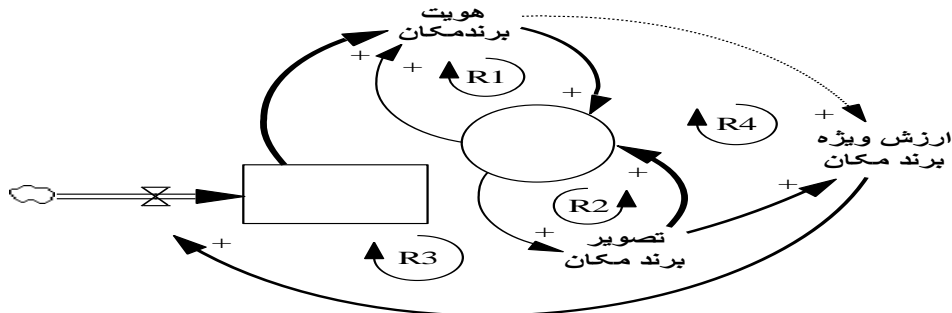 هویت
برندمکان
+
+
R1
+
R4
+
ارزش ویژه
برند مکان
+
R2
+
+
تصویر
برند مکان
+
R3